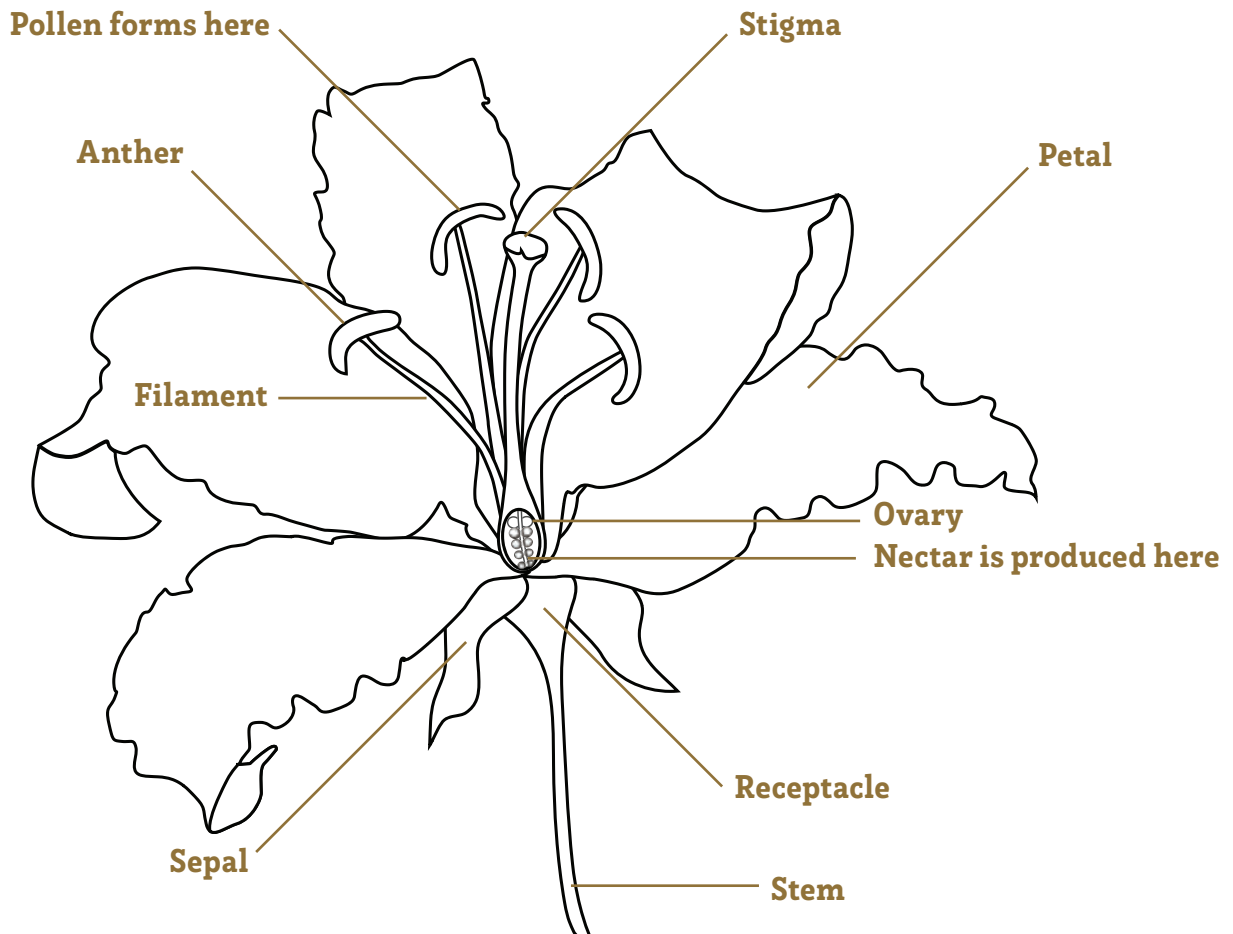 Pollen forms here
Stigma
Anther
Petal
Filament
Ovary
Nectar is produced here
Receptacle
Sepal
Stem